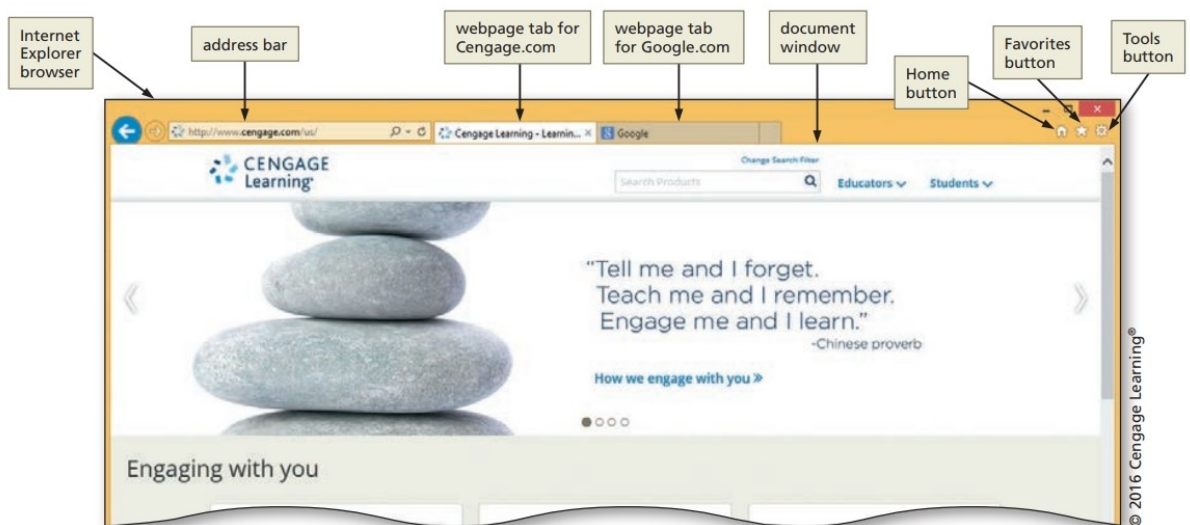 Internet
Explorer
browser
address bar
webpage tab for
Cengage.com
webpage tab
for Google.com
document
window
Home
button
Favorites
button
Tools
button
http://www.cengage.com/us/
Cengage Learning - Learnin...
Google
CENGAGE
Learning®
Change Search Filter
Search Products
Educators
Students
“Tell me and I forget.
Teach me and I remember.
Engage me and I learn.”
-Chinese proverb
How we engage with you »
Engaging with you
© 2016 Cengage Learning®